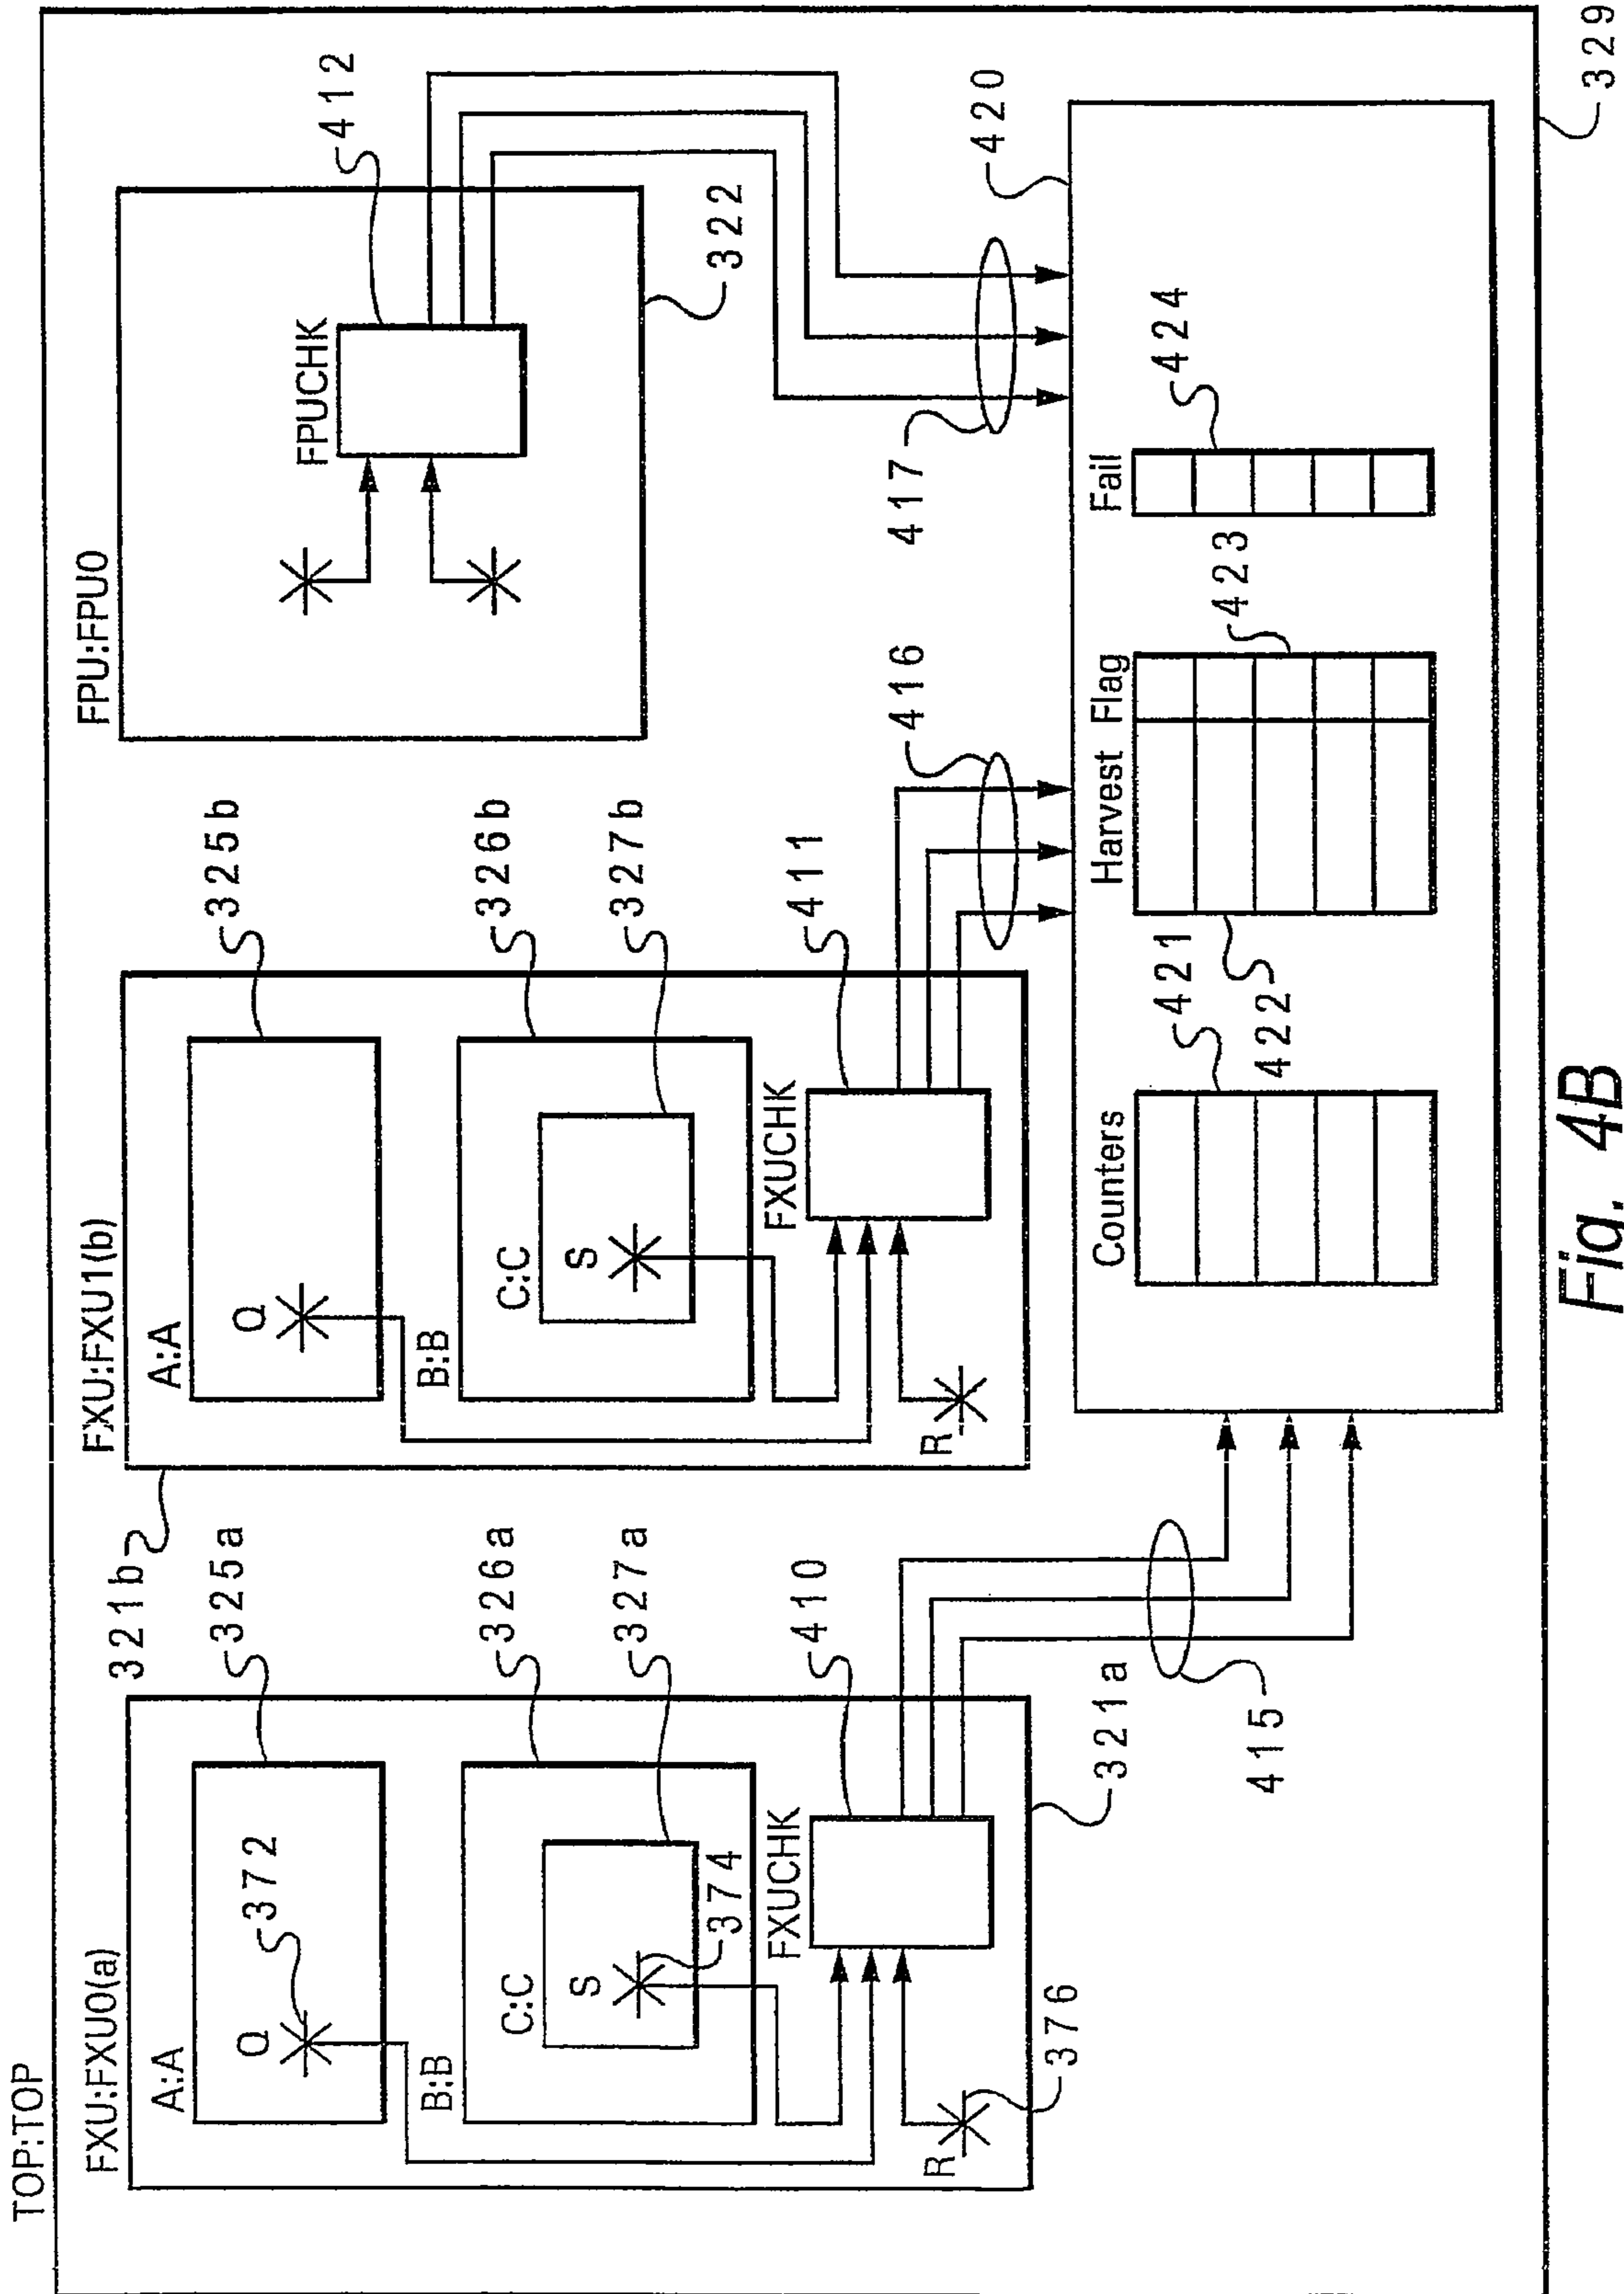 TOP:TOP
FXU:FXU0(a)
A:A
Q
372
325a
B:B
326a
C:C
S
374
327a
FXUCHK
410
R
376
321a
415
321b
FXU:FXU1(b)
A:A
Q
325b
B:B
326b
C:C
S
327b
FXUCHK
411
R
416
FPU:FPU0
FPUCHK
412
322
417
420
Counters
421
Harvest Flag
422
423
Fail
424
329
Fig. 4B